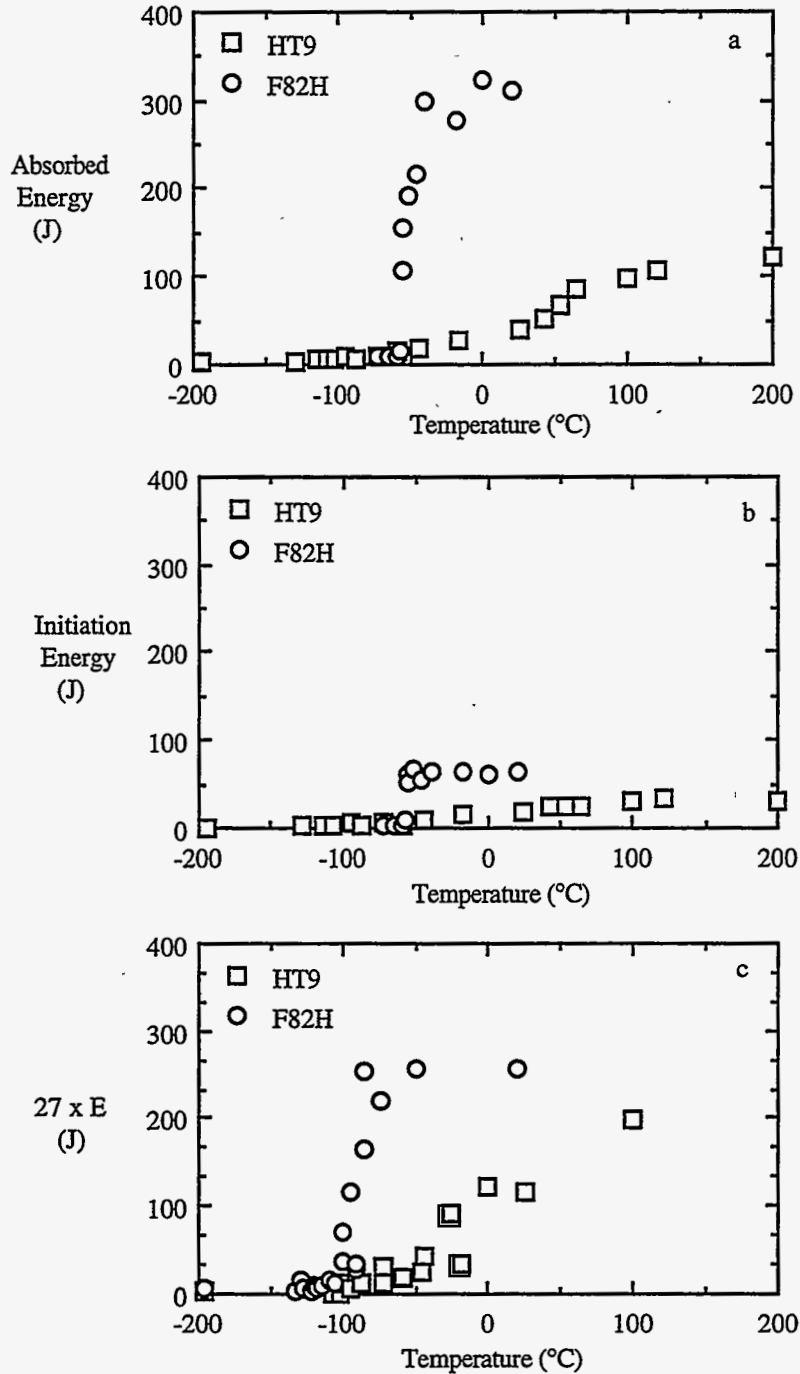 400
HT9
a
F82H
300
Absorbed
Energy
(J)
200
100
0
-200 -100 0 100 200
Temperature (°C)
400
HT9
b
F82H
300
Initiation
Energy
(J)
200
100
0
-200 -100 0 100 200
Temperature (°C)
400
HT9
c
F82H
300
27 x E
(J)
200
100
0
-200 -100 0 100 200
Temperature (°C)